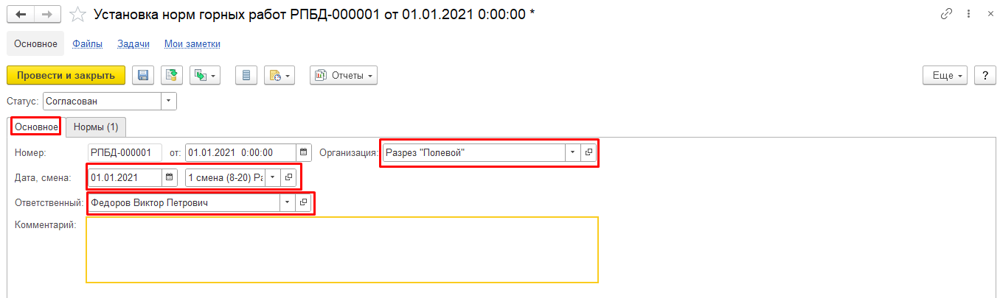 Установка норм горных работ РПБД-000001 от 01.01.2021 0:00:00 *
Основное Файлы Задачи Мои заметки
Провести и закрыть Отчеты Еще ?
Статус: Согласован
Основное Нормы (1)
Номер: РПБД-000001 от: 01.01.2021 0:00:00 Организация: Разрез "Полевой"
Дата, смена: 01.01.2021 1 смена (8-20) Ра
Ответственный: Федоров Виктор Петрович
Комментарий: